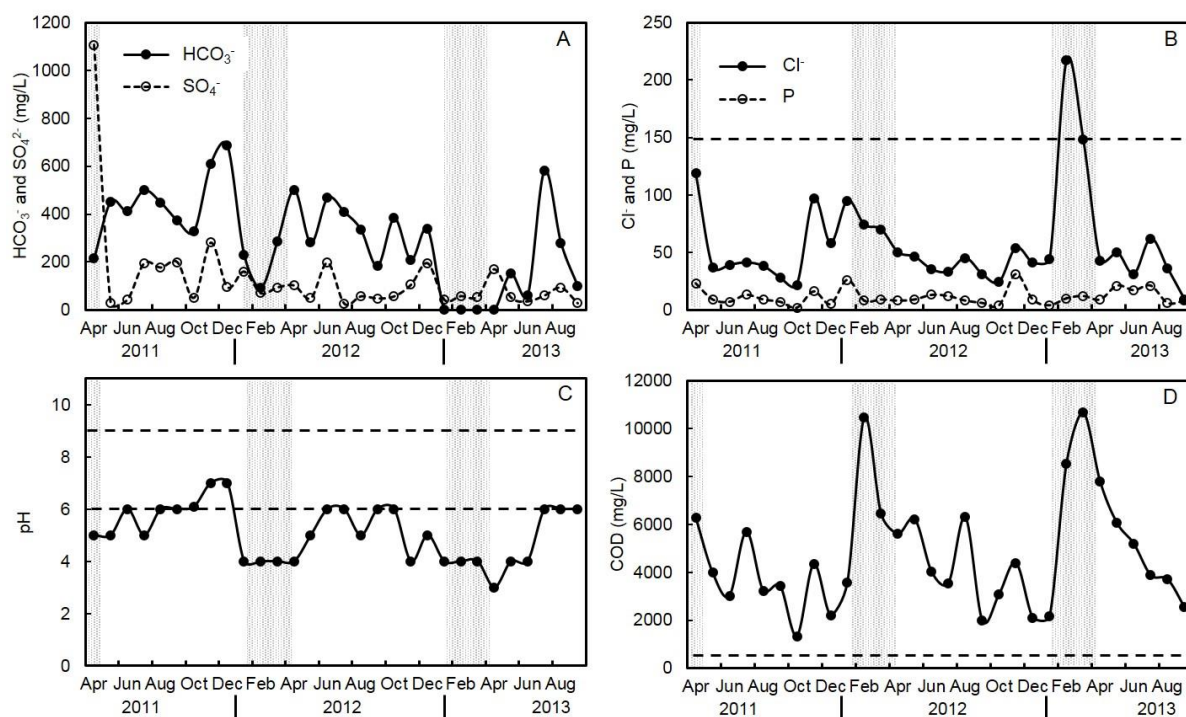 A
1200
1000
800
600
400
200
0
HCO₃⁻ and SO₄²⁻ (mg/L)
HCO₃⁻
SO₄⁻
Apr Jun Aug Oct Dec Feb Apr Jun Aug Oct Dec Feb Apr Jun Aug
2011 2012 2013
B
250
200
150
100
50
0
Cl⁻ and P (mg/L)
Cl⁻
P
Apr Jun Aug Oct Dec Feb Apr Jun Aug Oct Dec Feb Apr Jun Aug
2011 2012 2013
C
10
8
6
4
2
0
pH
Apr Jun Aug Oct Dec Feb Apr Jun Aug Oct Dec Feb Apr Jun Aug
2011 2012 2013
D
12000
10000
8000
6000
4000
2000
0
COD (mg/L)
Apr Jun Aug Oct Dec Feb Apr Jun Aug Oct Dec Feb Apr Jun Aug
2011 2012 2013